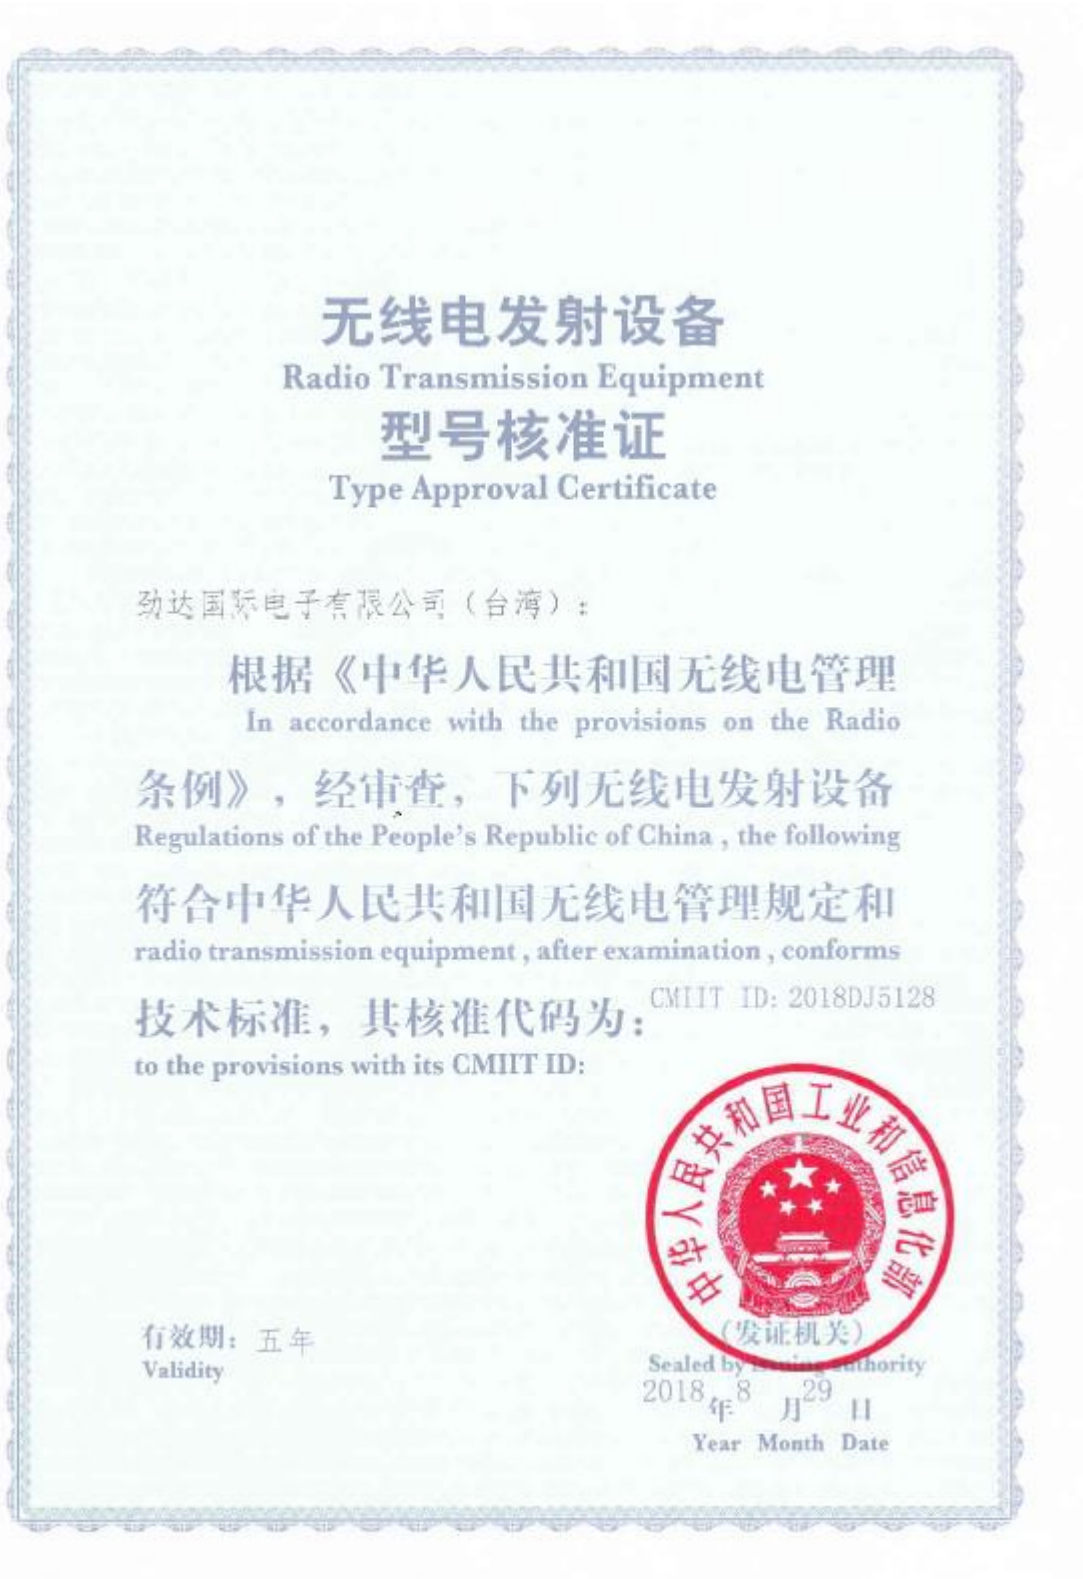 无线电发射设备
Radio Transmission Equipment
型号核准证
Type Approval Certificate
劲达国际电子有限公司（台湾）：
根据《中华人民共和国无线电管理
In accordance with the provisions on the Radio
条例》，经审查，下列无线电发射设备
Regulations of the People's Republic of China , the following
符合中华人民共和国无线电管理规定和
radio transmission equipment , after examination , conforms
技术标准，其核准代码为：CMIIT ID: 2018DJ5128
to the provisions with its CMIIT ID:
中华人民共和国工业和信息化部
有效期：五年
Validity
（发证机关）
Sealed by issuing authority
2018年8月29日
Year Month Date